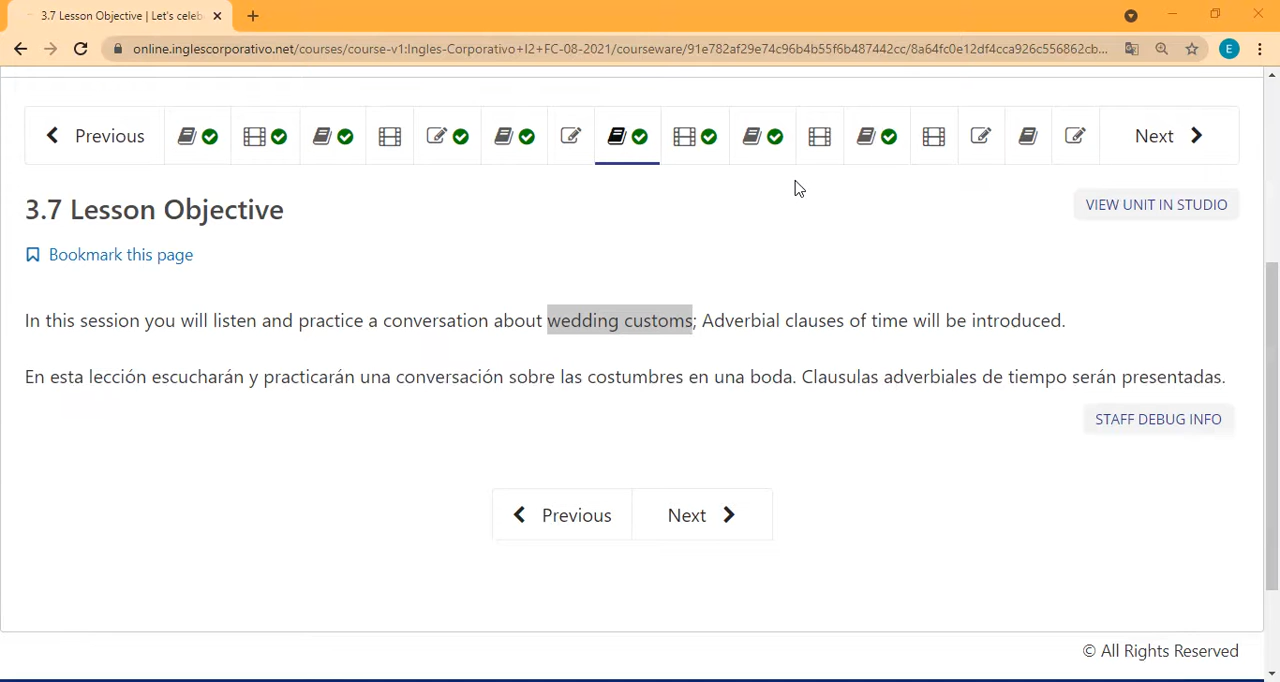 3.7 Lesson Objective | Let's celeb
online.inglescorporativo.net/courses/course-v1:Ingles-Corporativo+I2+FC-08-2021/courseware/91e782af29e74c96b4b55f6b487442cc/8a64fc0e12df4cca926c556862cb...
E
Previous
Next
3.7 Lesson Objective
VIEW UNIT IN STUDIO
Bookmark this page
In this session you will listen and practice a conversation about wedding customs; Adverbial clauses of time will be introduced.
En esta lección escucharán y practicarán una conversación sobre las costumbres en una boda. Clausulas adverbiales de tiempo serán presentadas.
STAFF DEBUG INFO
Previous
Next
© All Rights Reserved